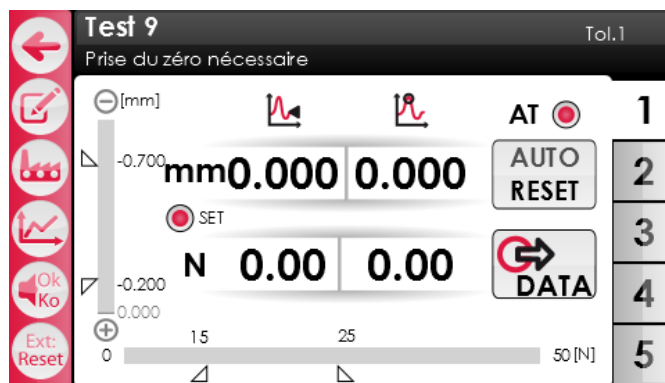 Test 9
Tol.1
Prise du zéro nécessaire
[mm]
AT
1
-0.700
mm 0.000 0.000
AUTO
RESET
2
SET
3
N 0.00 0.00
DATA
-0.200
4
0.000
Ok
Ko
15
25
Ext:
Reset
0
50 [N]
5